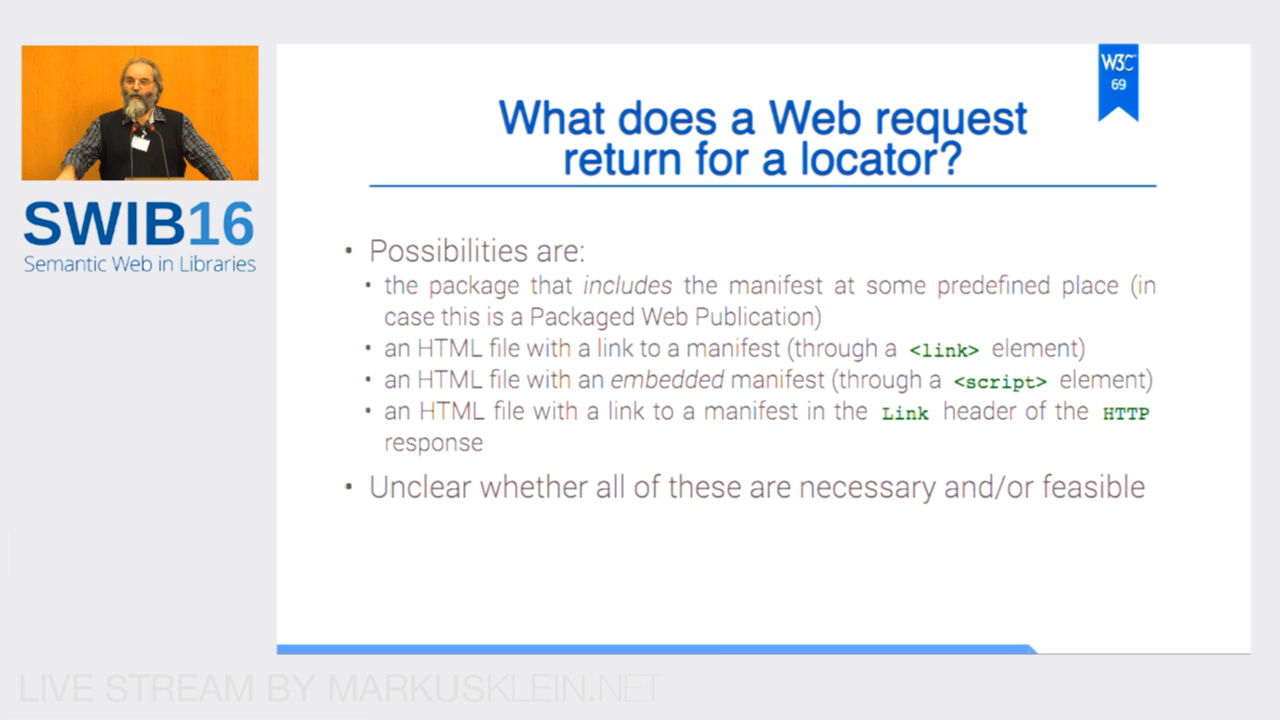 W3C
69
What does a Web request
return for a locator?
SWIB16
Semantic Web in Libraries
• Possibilities are:
• the package that includes the manifest at some predefined place (in
case this is a Packaged Web Publication)
• an HTML file with a link to a manifest (through a <link> element)
• an HTML file with an embedded manifest (through a <script> element)
• an HTML file with a link to a manifest in the Link header of the HTTP
response
• Unclear whether all of these are necessary and/or feasible
LIVE STREAM BY MARKUSKLEIN.NET